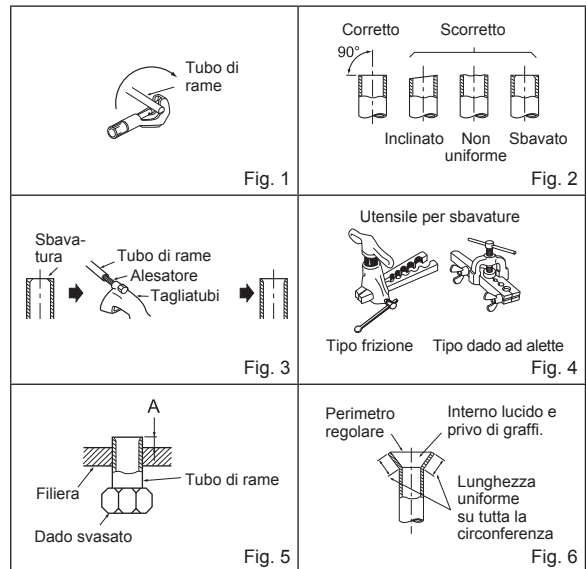 Tubo di
rame
Fig. 1
Corretto
Scorretto
90°
Inclinato
Non
uniforme
Sbavato
Fig. 2
Sbava-
tura
Tubo di rame
Alesatore
Tagliatubi
Fig. 3
Utensile per sbavature
Tipo frizione
Tipo dado ad alette
Fig. 4
A
Filiera
Tubo di rame
Dado svasato
Fig. 5
Perimetro
regolare
Interno lucido e
privo di graffi.
Lunghezza
uniforme
su tutta la
circonferenza
Fig. 6